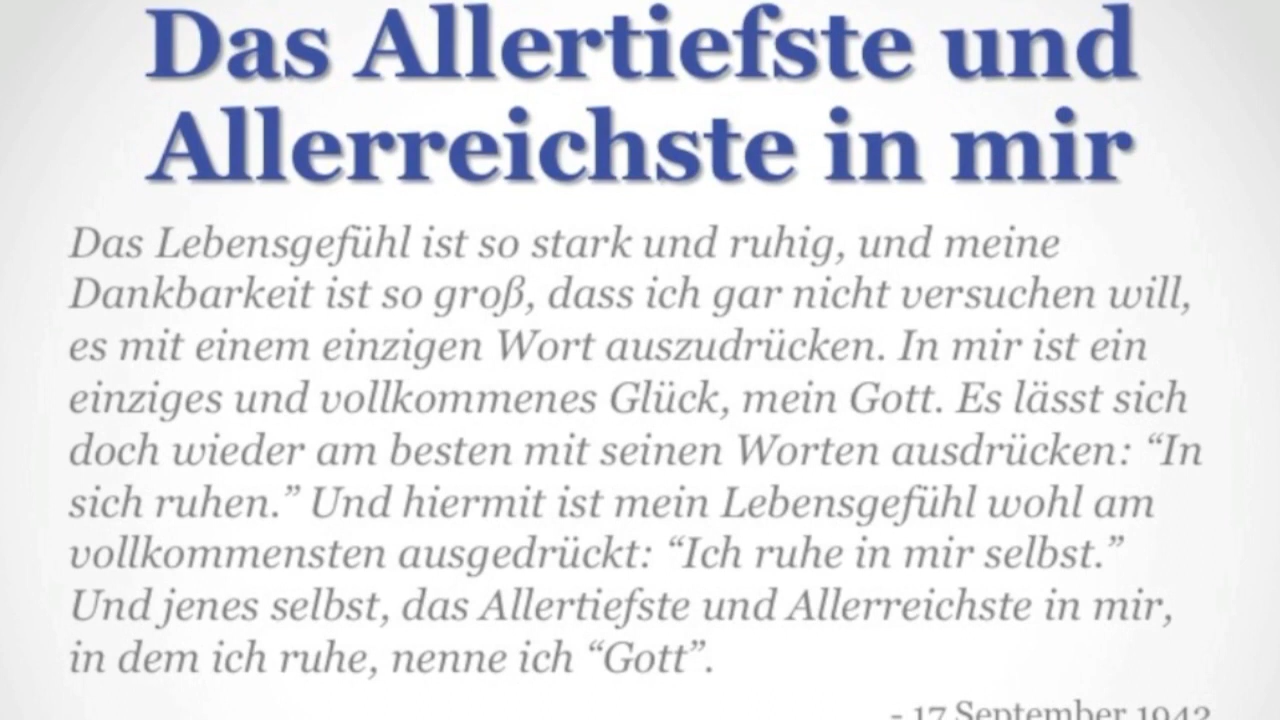 Das Allertiefste und
Allerreichste in mir
Das Lebensgefühl ist so stark und ruhig, und meine
Dankbarkeit ist so groß, dass ich gar nicht versuchen will,
es mit einem einzigen Wort auszudrücken. In mir ist ein
einziges und vollkommenes Glück, mein Gott. Es lässt sich
doch wieder am besten mit seinen Worten ausdrücken: “In
sich ruhen.” Und hiermit ist mein Lebensgefühl wohl am
vollkommensten ausgedrückt: “Ich ruhe in mir selbst.”
Und jenes selbst, das Allertiefste und Allerreichste in mir,
in dem ich ruhe, nenne ich “Gott”.
- 17 September 1942